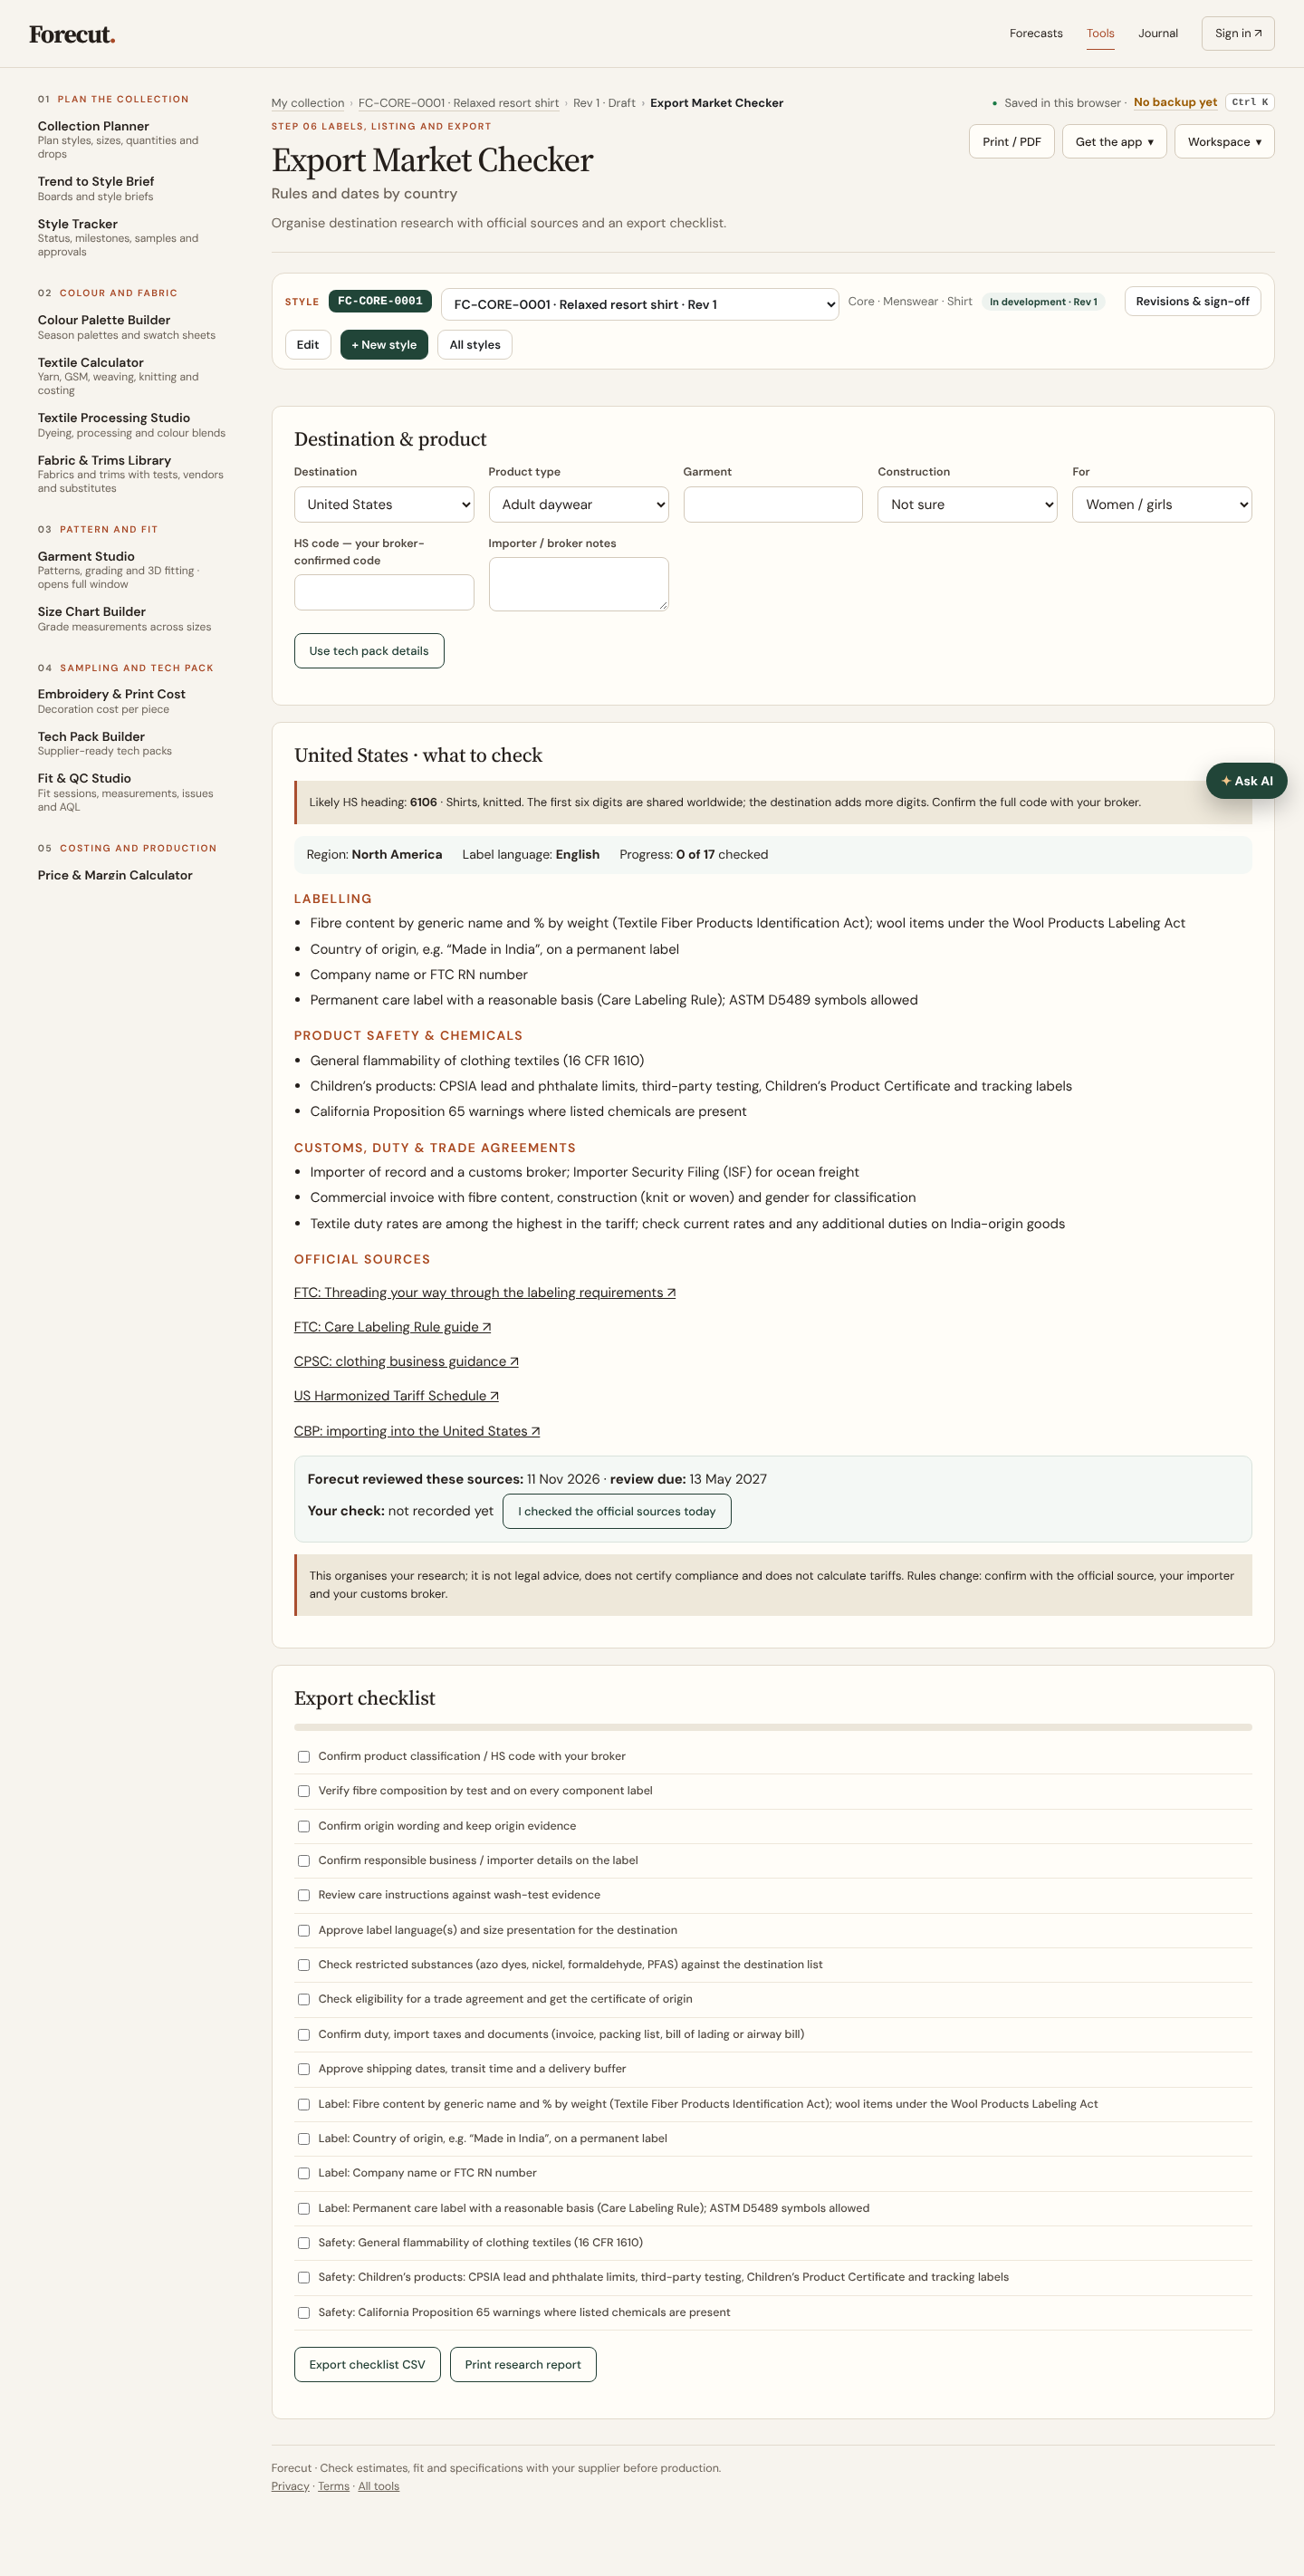 Forecut.
Forecasts
Tools
Journal
Sign in ↗
01 PLAN THE COLLECTION
Collection Planner
Plan styles, sizes, quantities and
drops
Trend to Style Brief
Boards and style briefs
Style Tracker
Status, milestones, samples and
approvals
02 COLOUR AND FABRIC
Colour Palette Builder
Season palettes and swatch sheets
Textile Calculator
Yarn, GSM, weaving, knitting and
costing
Textile Processing Studio
Dyeing, processing and colour blends
Fabric & Trims Library
Fabrics and trims with tests, vendors
and substitutes
03 PATTERN AND FIT
Garment Studio
Patterns, grading and 3D fitting ·
opens full window
Size Chart Builder
Grade measurements across sizes
04 SAMPLING AND TECH PACK
Embroidery & Print Cost
Decoration cost per piece
Tech Pack Builder
Supplier-ready tech packs
Fit & QC Studio
Fit sessions, measurements, issues
and AQL
05 COSTING AND PRODUCTION
Price & Margin Calculator
My collection › FC-CORE-0001 · Relaxed resort shirt › Rev 1 · Draft › Export Market Checker
• Saved in this browser · No backup yet Ctrl K
STEP 06 LABELS, LISTING AND EXPORT
Export Market Checker
Rules and dates by country
Organise destination research with official sources and an export checklist.
Print / PDF
Get the app ▾
Workspace ▾
STYLE FC-CORE-0001 FC-CORE-0001 · Relaxed resort shirt · Rev 1 Core · Menswear · Shirt In development · Rev 1 Revisions & sign-off
Edit + New style All styles
Destination & product
Destination Product type Garment Construction For
United States Adult daywear Not sure Women / girls
HS code — your broker-
confirmed code
Importer / broker notes
Use tech pack details
United States · what to check
Likely HS heading: 6106 · Shirts, knitted. The first six digits are shared worldwide; the destination adds more digits. Confirm the full code with your broker.
✦ Ask AI
Region: North America Label language: English Progress: 0 of 17 checked
LABELLING
• Fibre content by generic name and % by weight (Textile Fiber Products Identification Act); wool items under the Wool Products Labeling Act
• Country of origin, e.g. “Made in India”, on a permanent label
• Company name or FTC RN number
• Permanent care label with a reasonable basis (Care Labeling Rule); ASTM D5489 symbols allowed
PRODUCT SAFETY & CHEMICALS
• General flammability of clothing textiles (16 CFR 1610)
• Children’s products: CPSIA lead and phthalate limits, third-party testing, Children’s Product Certificate and tracking labels
• California Proposition 65 warnings where listed chemicals are present
CUSTOMS, DUTY & TRADE AGREEMENTS
• Importer of record and a customs broker; Importer Security Filing (ISF) for ocean freight
• Commercial invoice with fibre content, construction (knit or woven) and gender for classification
• Textile duty rates are among the highest in the tariff; check current rates and any additional duties on India-origin goods
OFFICIAL SOURCES
FTC: Threading your way through the labeling requirements ↗
FTC: Care Labeling Rule guide ↗
CPSC: clothing business guidance ↗
US Harmonized Tariff Schedule ↗
CBP: importing into the United States ↗
Forecut reviewed these sources: 11 Nov 2026 · review due: 13 May 2027
Your check: not recorded yet I checked the official sources today
This organises your research; it is not legal advice, does not certify compliance and does not calculate tariffs. Rules change: confirm with the official source, your importer
and your customs broker.
Export checklist
Confirm product classification / HS code with your broker
Verify fibre composition by test and on every component label
Confirm origin wording and keep origin evidence
Confirm responsible business / importer details on the label
Review care instructions against wash-test evidence
Approve label language(s) and size presentation for the destination
Check restricted substances (azo dyes, nickel, formaldehyde, PFAS) against the destination list
Check eligibility for a trade agreement and get the certificate of origin
Confirm duty, import taxes and documents (invoice, packing list, bill of lading or airway bill)
Approve shipping dates, transit time and a delivery buffer
Label: Fibre content by generic name and % by weight (Textile Fiber Products Identification Act); wool items under the Wool Products Labeling Act
Label: Country of origin, e.g. “Made in India”, on a permanent label
Label: Company name or FTC RN number
Label: Permanent care label with a reasonable basis (Care Labeling Rule); ASTM D5489 symbols allowed
Safety: General flammability of clothing textiles (16 CFR 1610)
Safety: Children’s products: CPSIA lead and phthalate limits, third-party testing, Children’s Product Certificate and tracking labels
Safety: California Proposition 65 warnings where listed chemicals are present
Export checklist CSV
Print research report
Forecut · Check estimates, fit and specifications with your supplier before production.
Privacy · Terms · All tools